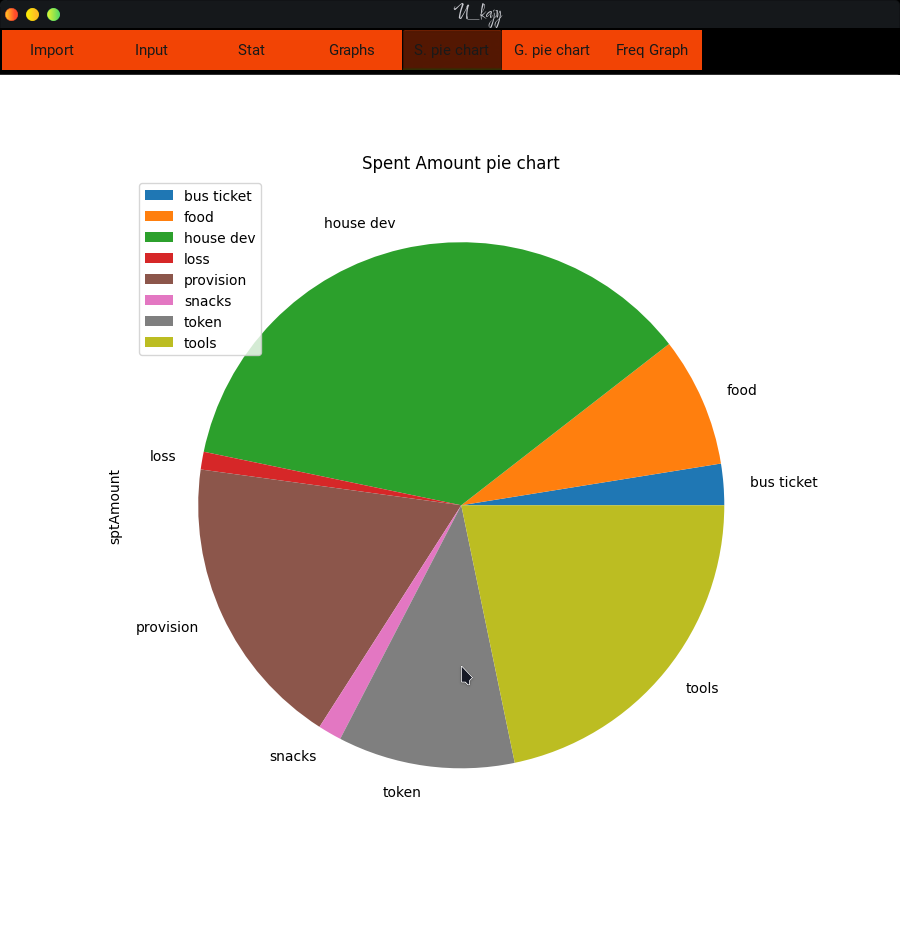 U_kajy
Import Input Stat Graphs S. pie chart G. pie chart Freq Graph
Spent Amount pie chart
bus ticket
food
house dev
loss
provision
snacks
token
tools
house dev
food
loss
bus ticket
sptAmount
provision
tools
snacks
token